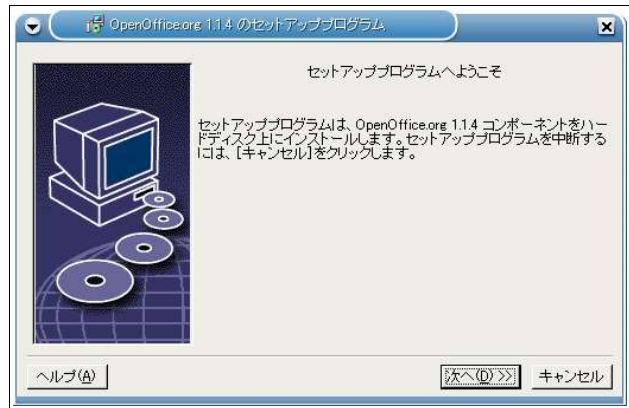 OpenOffice.org 1.1.4 のセットアッププログラム
セットアッププログラムへようこそ
セットアッププログラムは、OpenOffice.org 1.1.4 コンポーネントをハー
ドディスク上にインストールします。セットアッププログラムを中断する
には、[キャンセル]をクリックします。
ヘルプ(A) 次へ(D) >> キャンセル